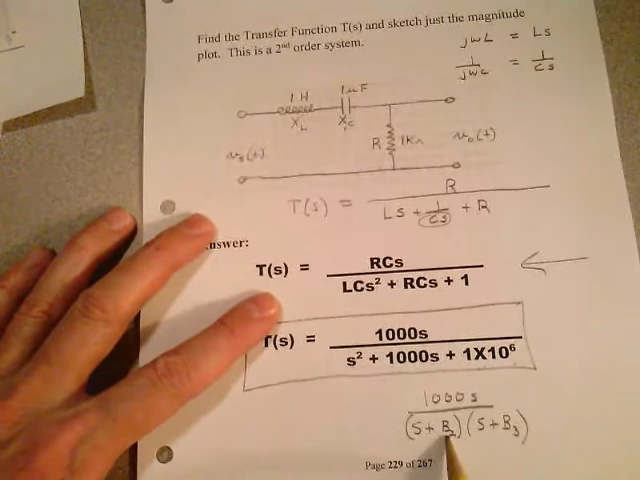 Find the Transfer Function T(s) and sketch just the magnitude
plot. This is a 2nd order system.
jωL = Ls
1/jωC = 1/Cs
1 H 1μF
XL XC
R 1kΩ
vs(t) vo(t)
T(s) = R / (Ls + 1/Cs + R)
nswer:
T(s) = RCs / (LCs² + RCs + 1)
T(s) = 1000s / (s² + 1000s + 1X10⁶)
1000s / ((s + B2)(s + B3))
Page 229 of 267